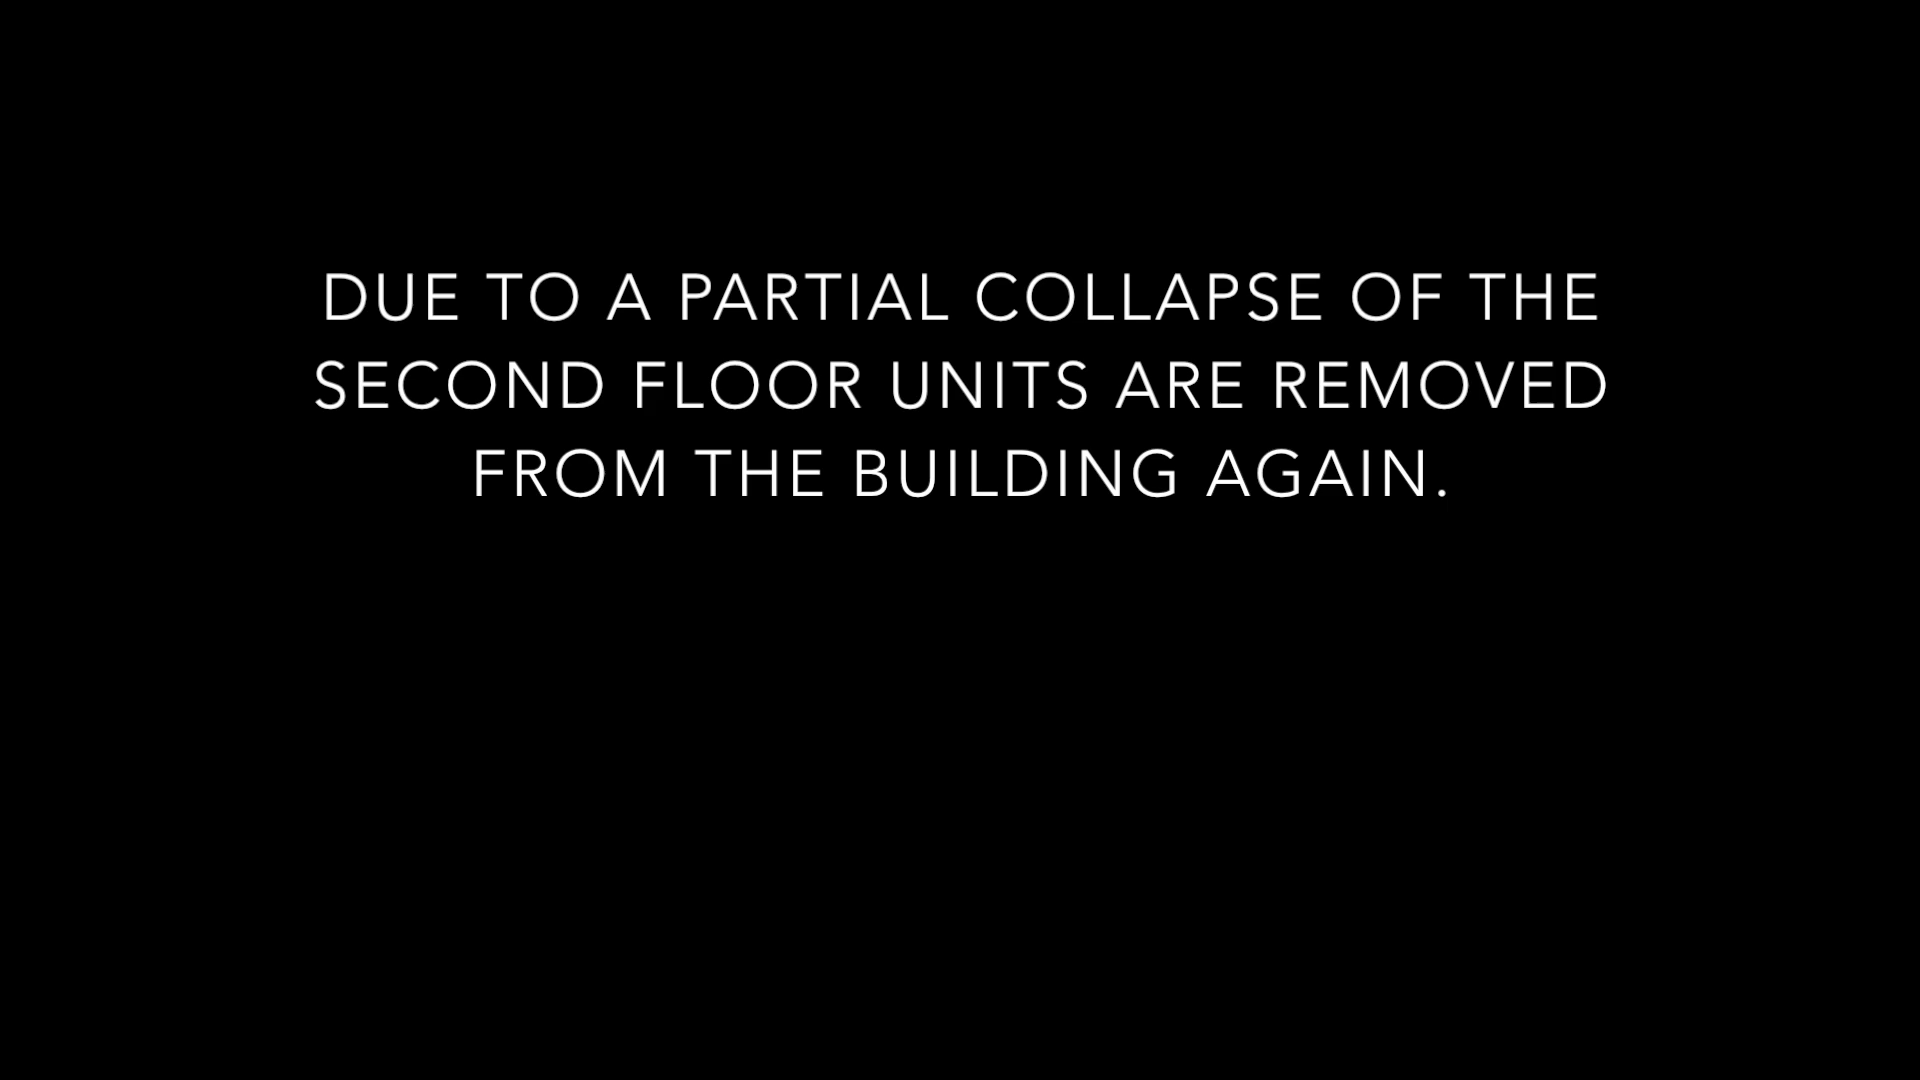 DUE TO A PARTIAL COLLAPSE OF THE
SECOND FLOOR UNITS ARE REMOVED
FROM THE BUILDING AGAIN.